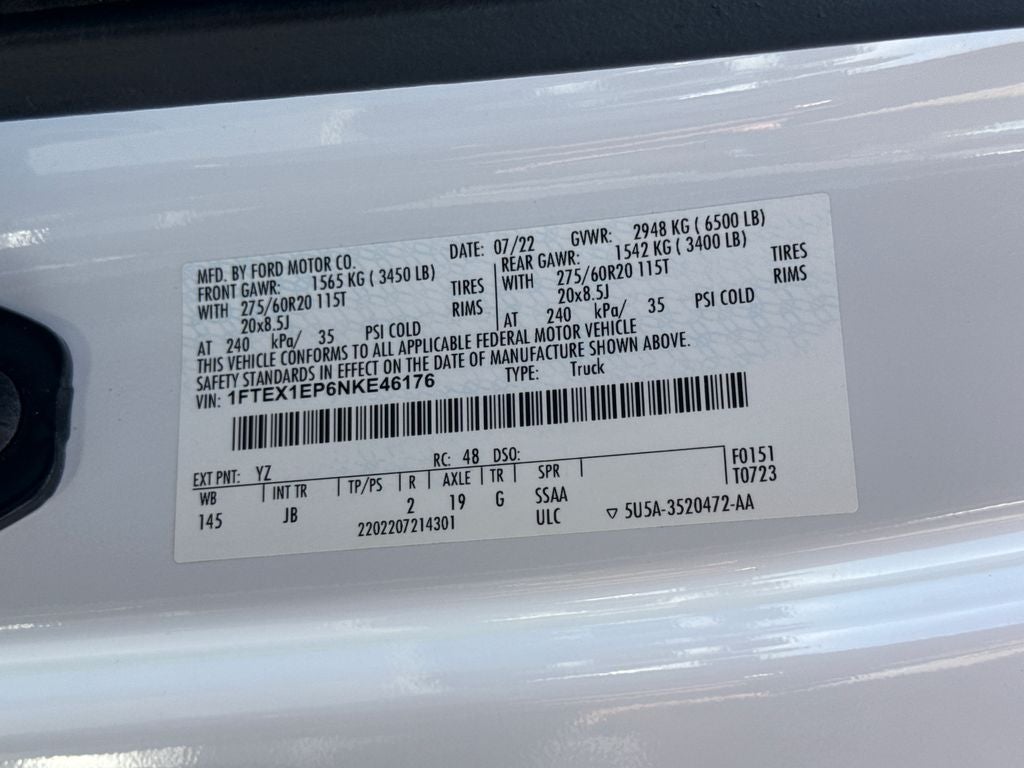 MFD. BY FORD MOTOR CO. DATE: 07/22 GVWR: 2948 KG ( 6500 LB)
FRONT GAWR: 1565 KG ( 3450 LB) REAR GAWR: 1542 KG ( 3400 LB)
WITH 275/60R20 115T TIRES WITH 275/60R20 115T TIRES
20x8.5J RIMS 20x8.5J RIMS
AT 240 kPa/ 35 PSI COLD AT 240 kPa/ 35 PSI COLD
THIS VEHICLE CONFORMS TO ALL APPLICABLE FEDERAL MOTOR VEHICLE
SAFETY STANDARDS IN EFFECT ON THE DATE OF MANUFACTURE SHOWN ABOVE.
VIN: 1FTEX1EP6NKE46176 TYPE: Truck
EXT PNT: YZ RC: 48 DSO: F0151
WB INT TR TP/PS R AXLE TR SPR T0723
145 JB 2 19 G SSAA
2202207214301 ULC ▽ 5U5A-3520472-AA